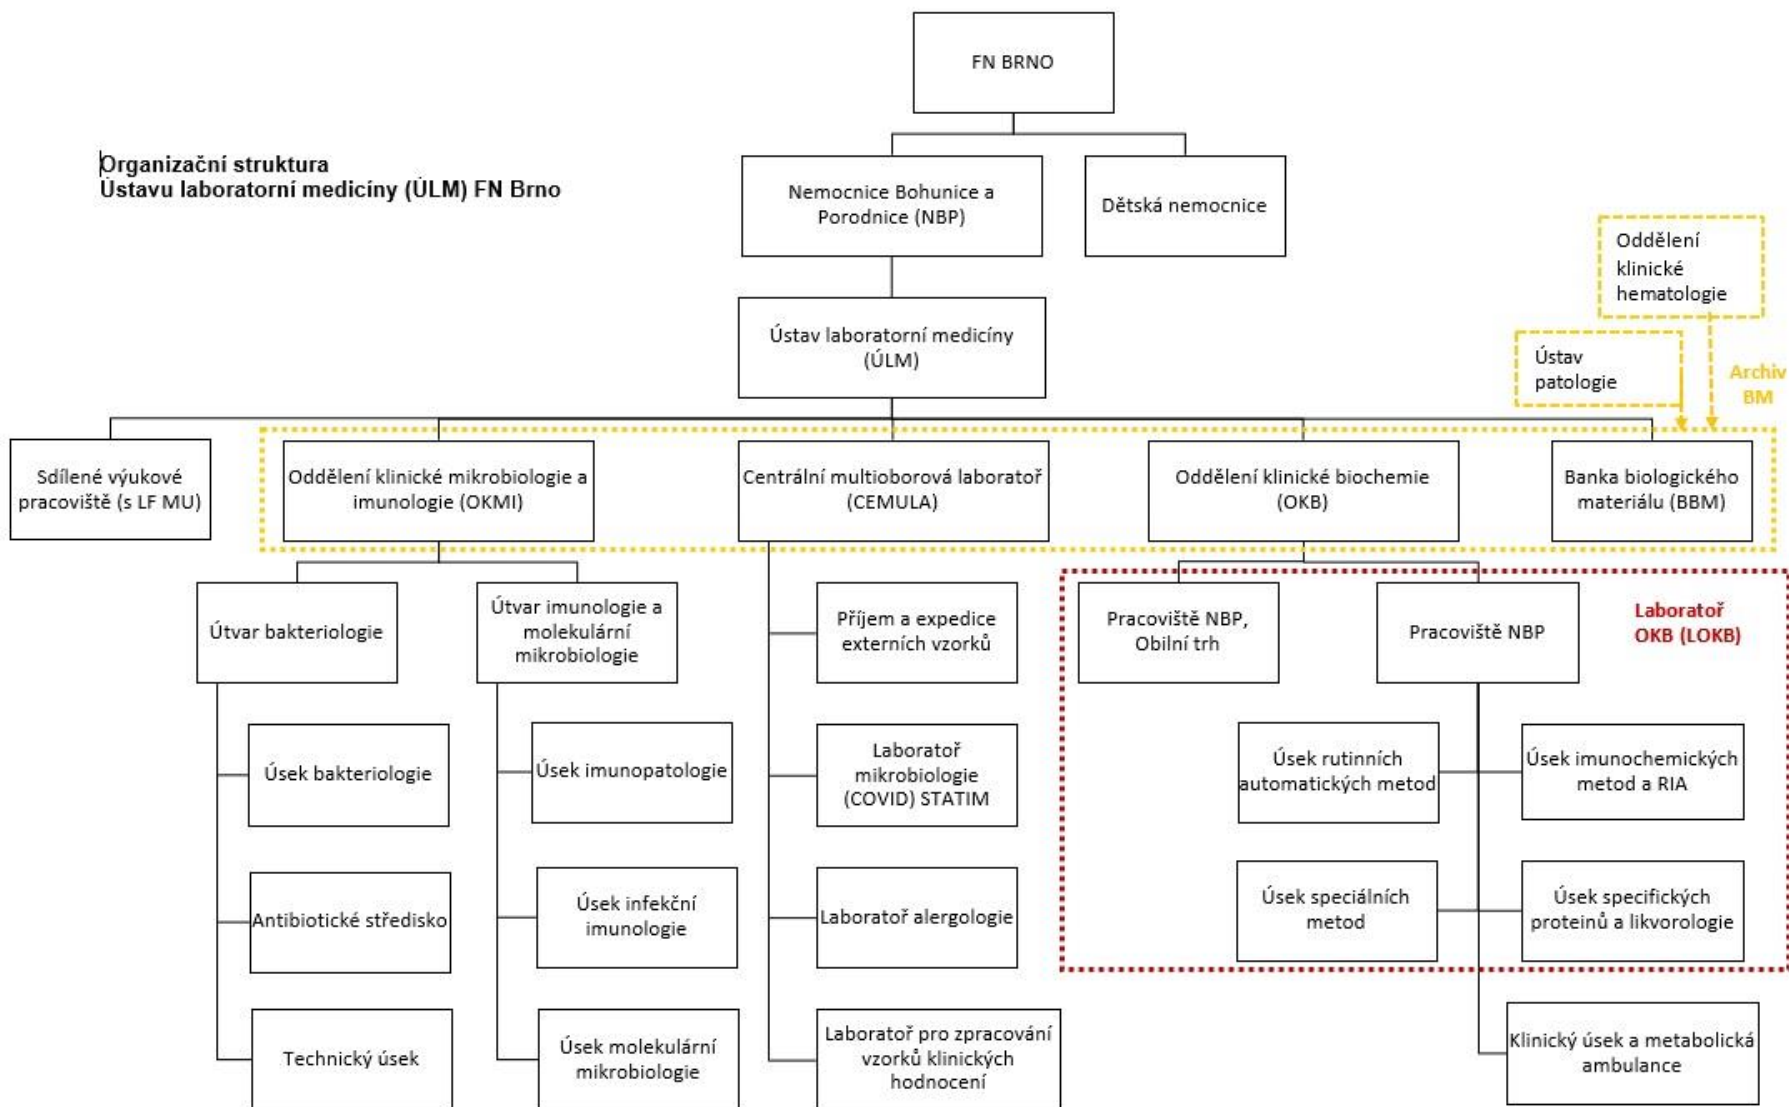 FN BRNO
Organizační struktura
Ústavu laboratorní medicíny (ÚLM) FN Brno
Nemocnice Bohunice a
Porodnice (NBP)
Dětská nemocnice
Oddělení
klinické
hematologie
Ústav laboratorní medicíny
(ÚLM)
Ústav
patologie
Archiv
BM
Sdílené výukové
pracoviště (s LF MU)
Oddělení klinické mikrobiologie a
imunologie (OKMI)
Centrální multioborová laboratoř
(CEMULA)
Oddělení klinické biochemie
(OKB)
Banka biologického
materiálu (BBM)
Útvar bakteriologie
Útvar imunologie a
molekulární
mikrobiologie
Příjem a expedice
externích vzorků
Pracoviště NBP,
Obilní trh
Pracoviště NBP
Laboratoř
OKB (LOKB)
Úsek bakteriologie
Úsek imunopatologie
Laboratoř
mikrobiologie
(COVID) STATIM
Úsek rutinních
automatických metod
Úsek imunochemických
metod a RIA
Antibiotické středisko
Úsek infekční
imunologie
Laboratoř alergologie
Úsek speciálních
metod
Úsek specifických
proteinů a likvorologie
Technický úsek
Úsek molekulární
mikrobiologie
Laboratoř pro zpracování
vzorků klinických
hodnocení
Klinický úsek a metabolická
ambulance